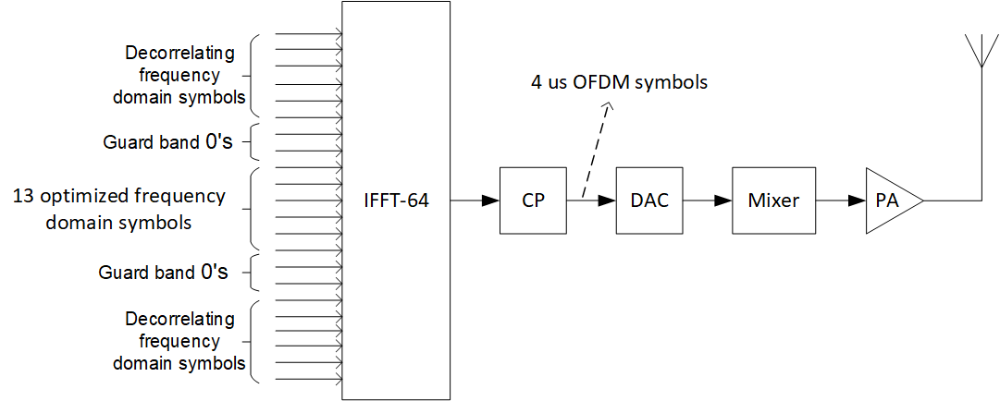 Decorrelating
frequency
domain symbols
Guard band 0's
13 optimized frequency
domain symbols
Guard band 0's
Decorrelating
frequency
domain symbols
IFFT-64
CP
4 us OFDM symbols
DAC
Mixer
PA